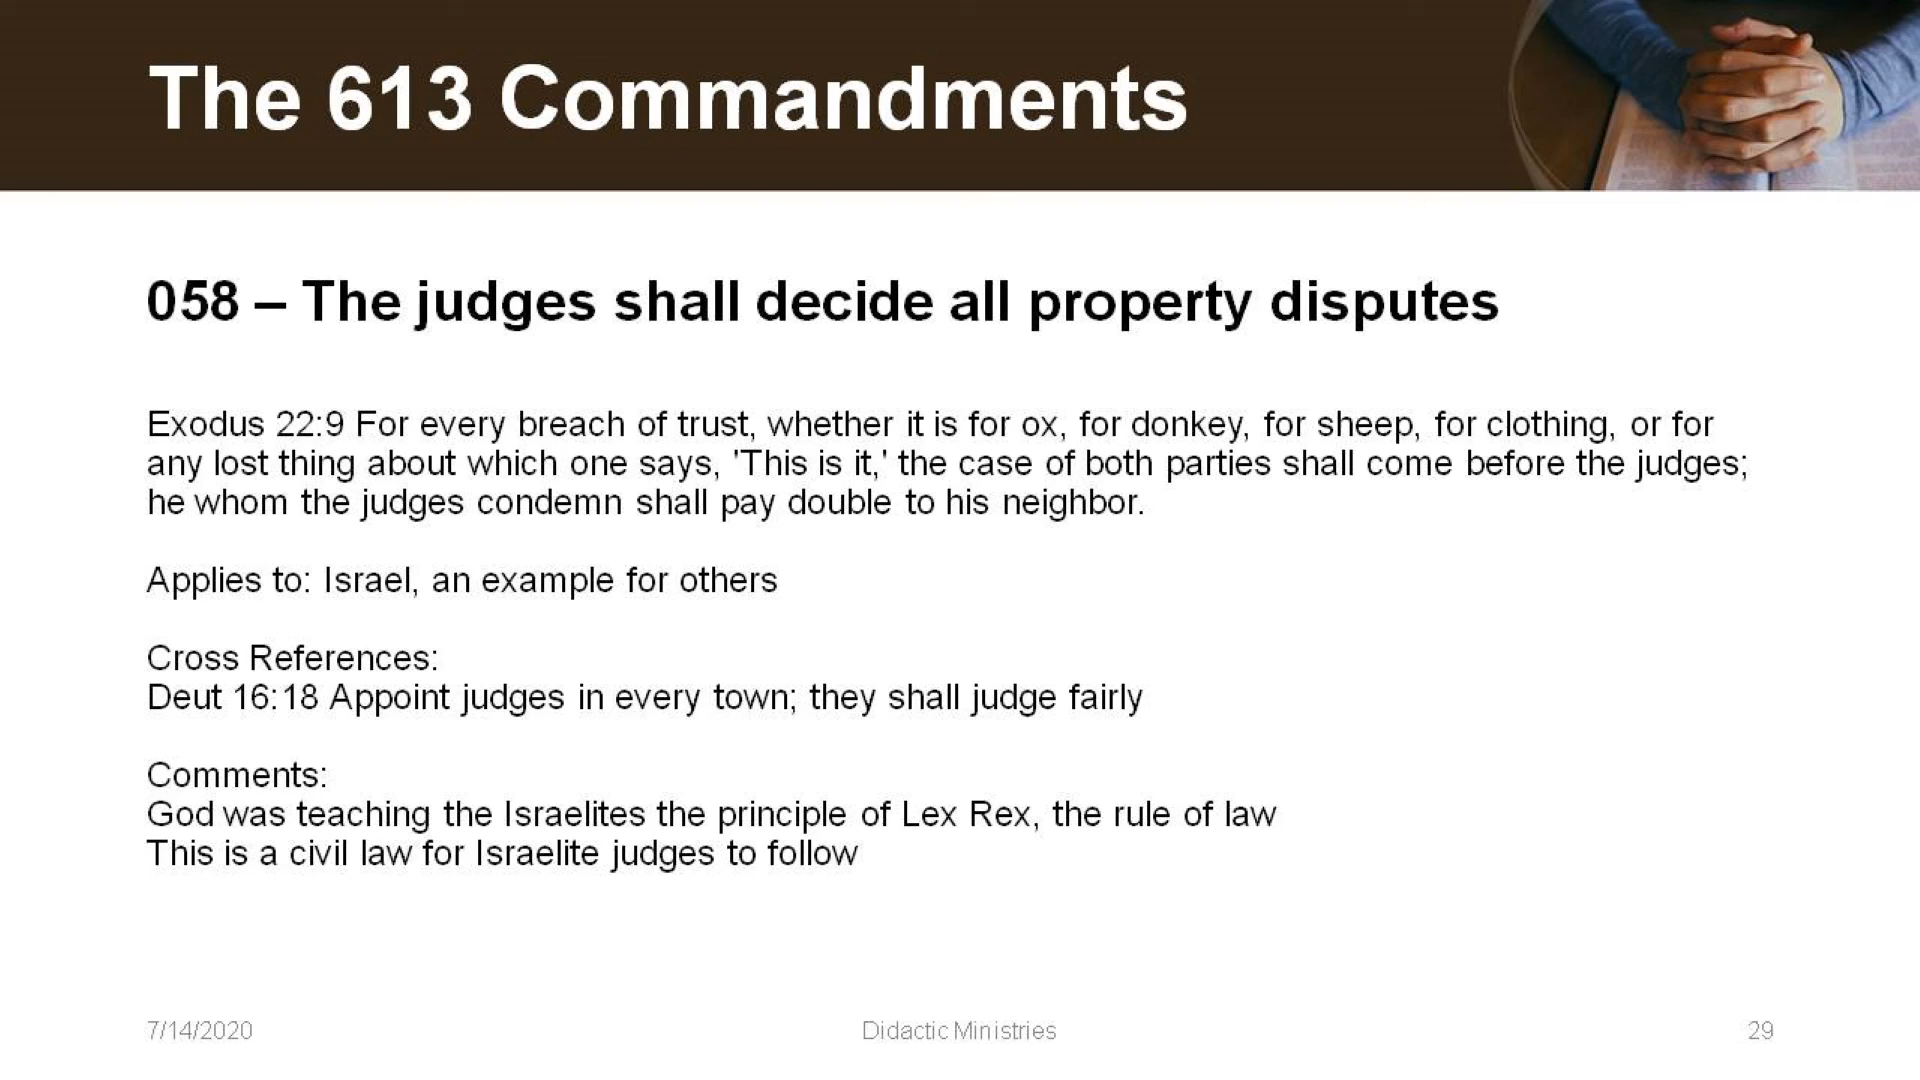 The 613 Commandments
058 – The judges shall decide all property disputes
Exodus 22:9 For every breach of trust, whether it is for ox, for donkey, for sheep, for clothing, or for
any lost thing about which one says, 'This is it,' the case of both parties shall come before the judges;
he whom the judges condemn shall pay double to his neighbor.
Applies to: Israel, an example for others
Cross References:
Deut 16:18 Appoint judges in every town; they shall judge fairly
Comments:
God was teaching the Israelites the principle of Lex Rex, the rule of law
This is a civil law for Israelite judges to follow
7/14/2020
Didactic Ministries
29